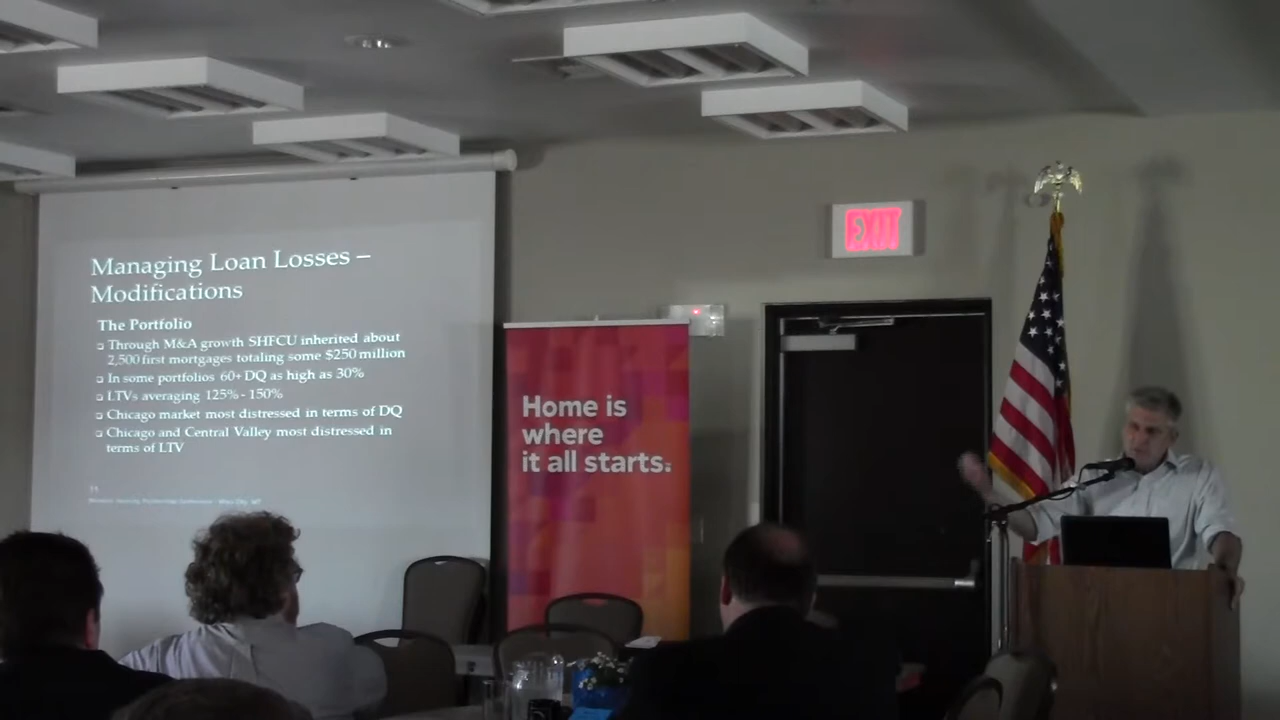 Managing Loan Losses –
Modifications
The Portfolio
Through M&A growth SHFCU inherited about
2,500 first mortgages totaling some $250 million
In some portfolios 60+ DQ as high as 30%
LTVs averaging 125% - 150%
Chicago market most distressed in terms of DQ
Chicago and Central Valley most distressed in
terms of LTV
Home is
where
it all starts.
EXIT